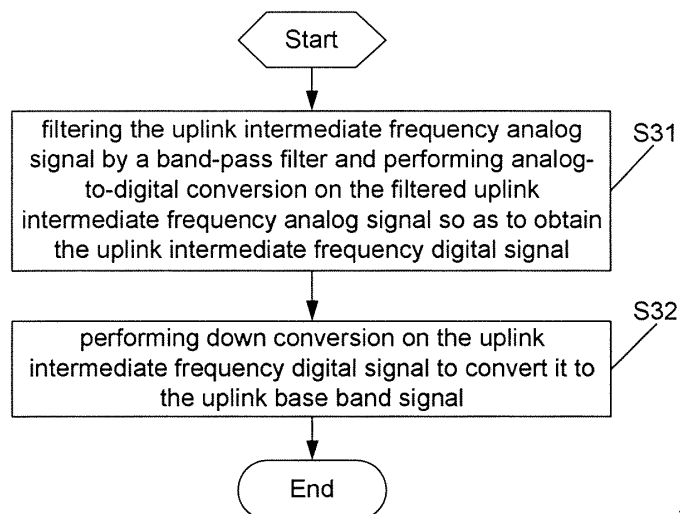 Start
filtering the uplink intermediate frequency analog
signal by a band-pass filter and performing analog-
to-digital conversion on the filtered uplink
intermediate frequency analog signal so as to obtain
the uplink intermediate frequency digital signal
S31
performing down conversion on the uplink
intermediate frequency digital signal to convert it to
the uplink base band signal
S32
End